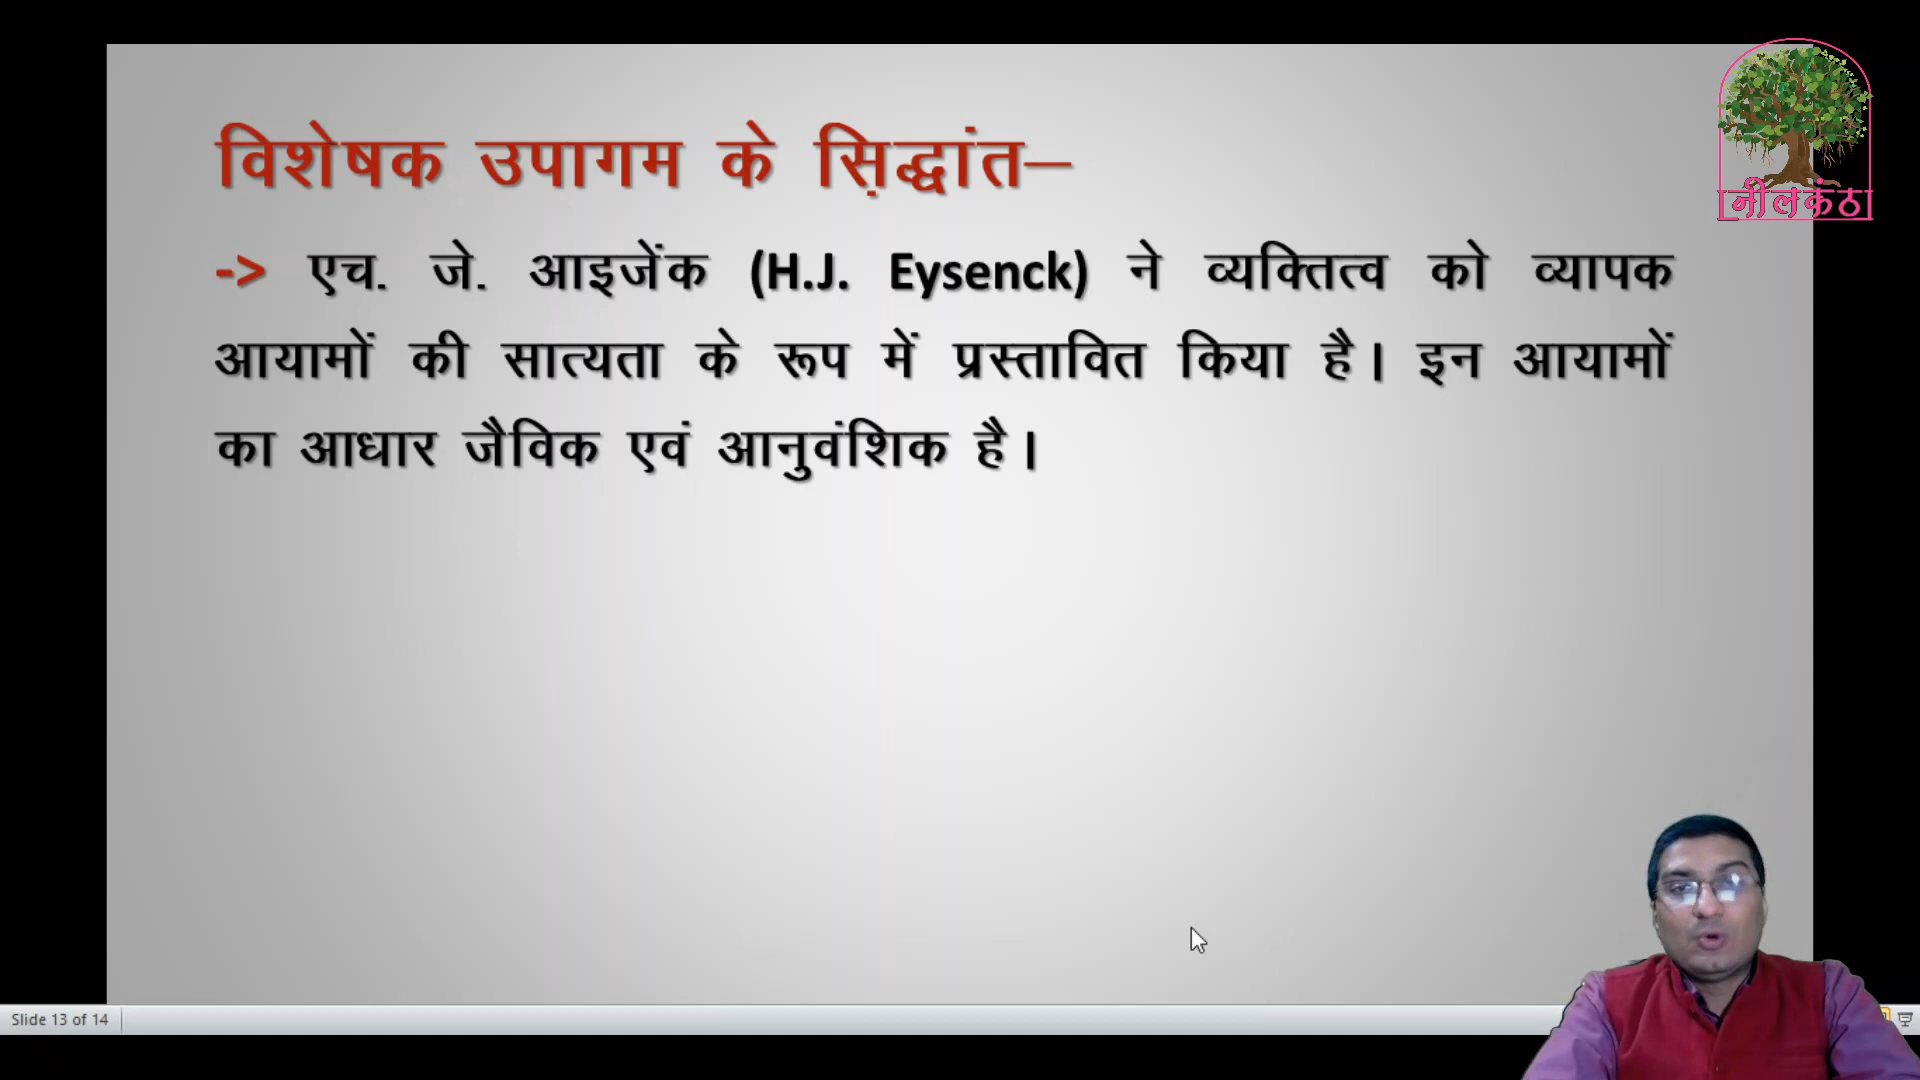 विशेषक उपागम के सि़द्धांत–
-> एच. जे. आइजेंक (H.J. Eysenck) ने व्यक्तित्व को व्यापक
आयामों की सात्यता के रूप में प्रस्तावित किया है। इन आयामों
का आधार जैविक एवं आनुवंशिक है।
नीलकंठ
Slide 13 of 14